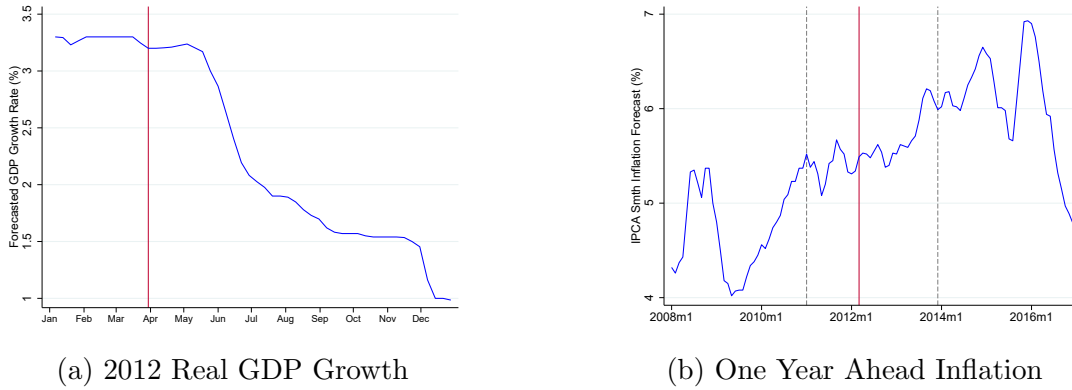 Forecasted GDP Growth Rate (%)
3.5
3
2.5
2
1.5
1
Jan Feb Mar Apr May Jun Jul Aug Sep Oct Nov Dec
(a) 2012 Real GDP Growth
IPCA Smth Inflation Forecast (%)
7
6
5
4
2008m1 2010m1 2012m1 2014m1 2016m1
(b) One Year Ahead Inflation